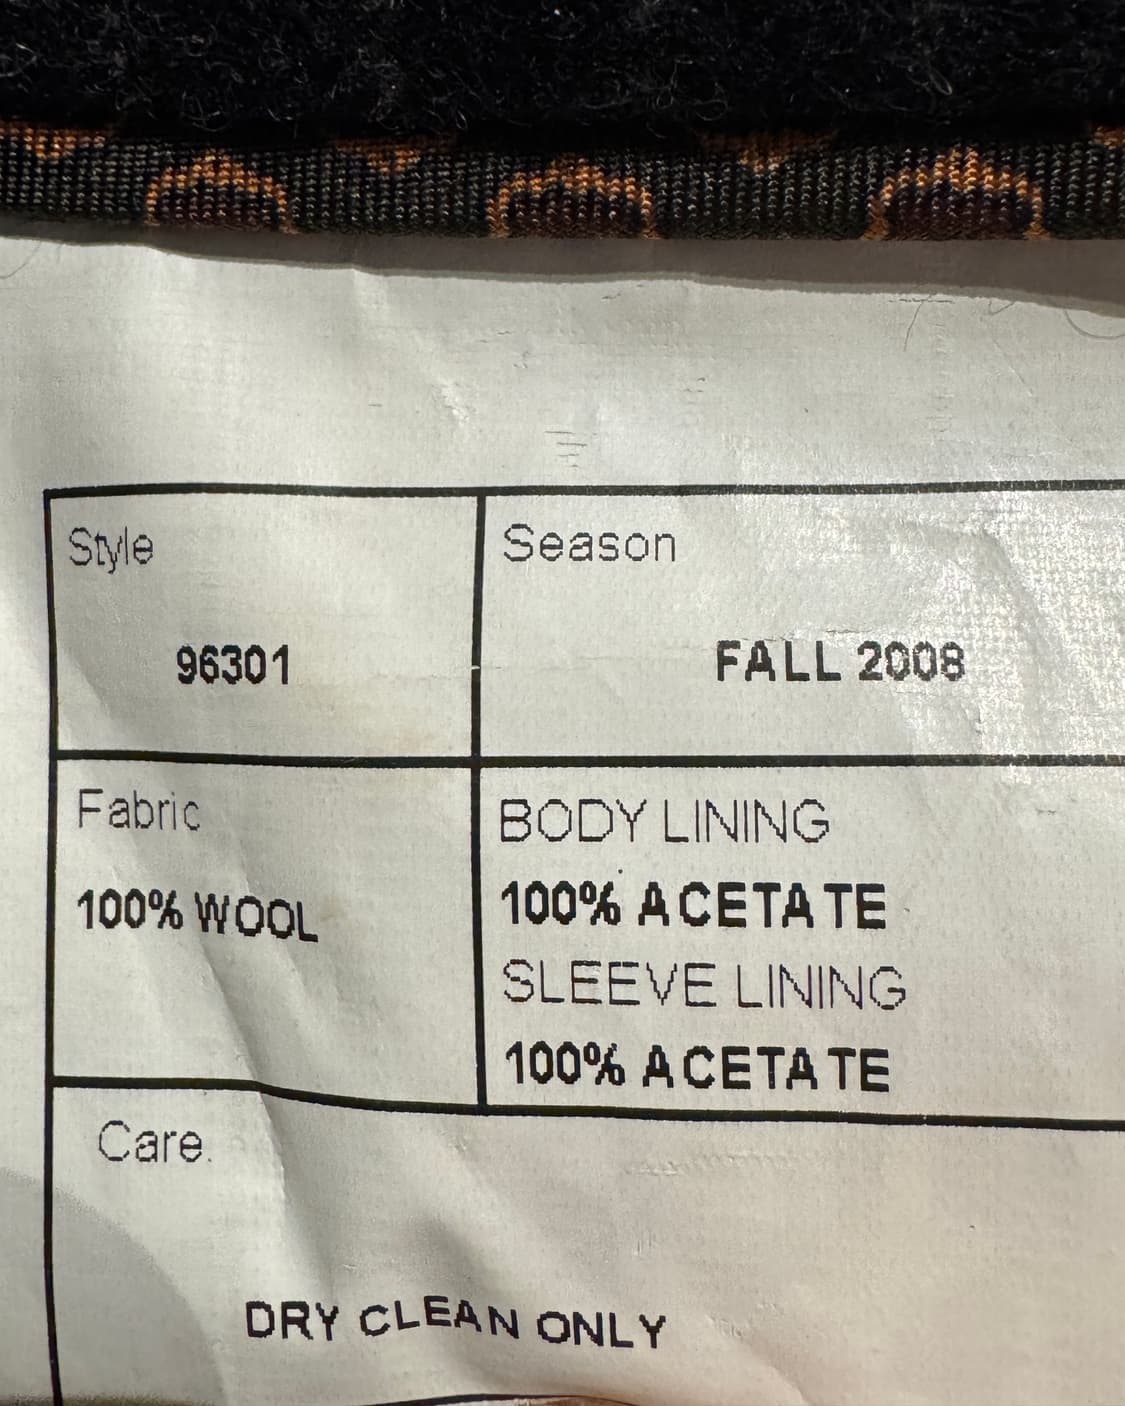 Style
Season
96301
FALL 2008
Fabric
BODY LINING
100% WOOL
100% ACETATE
SLEEVE LINING
100% ACETATE
Care.
DRY CLEAN ONLY